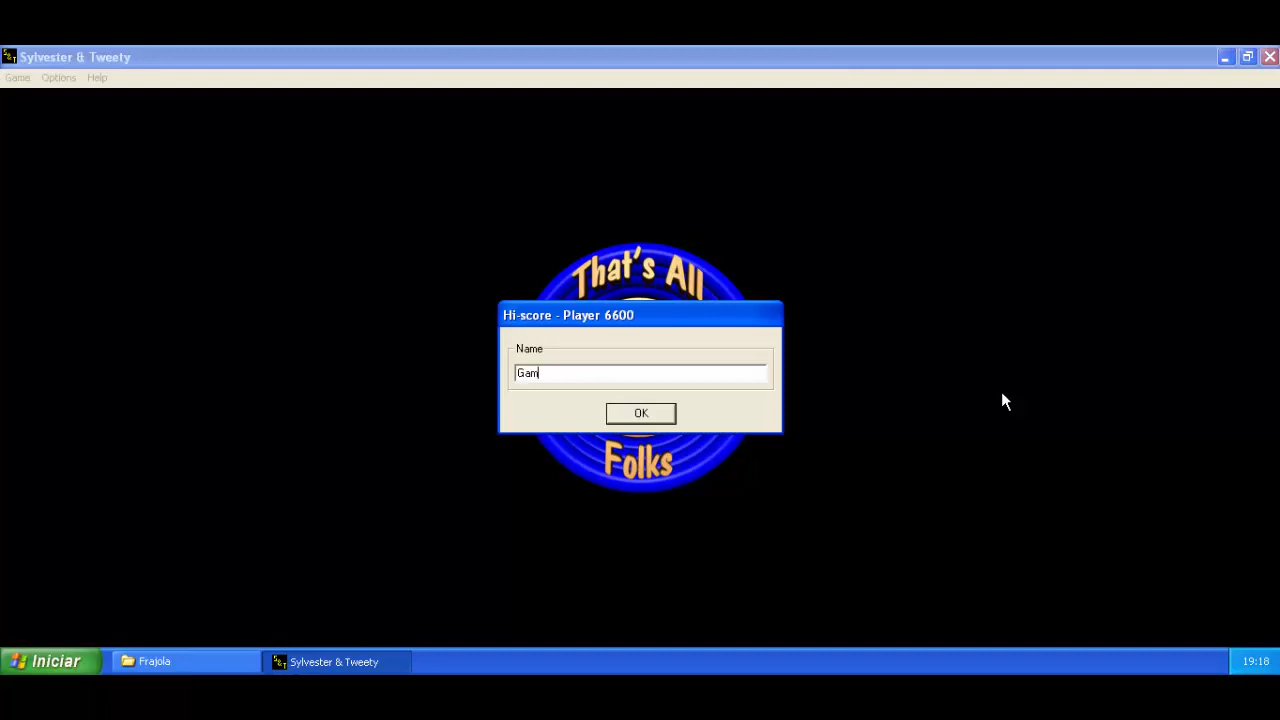 Sylvester & Tweety
Game Options Help
That's All
Hi-score - Player 6600
Name
Gam
OK
Folks
Iniciar
Frajola
Sylvester & Tweety
19:18